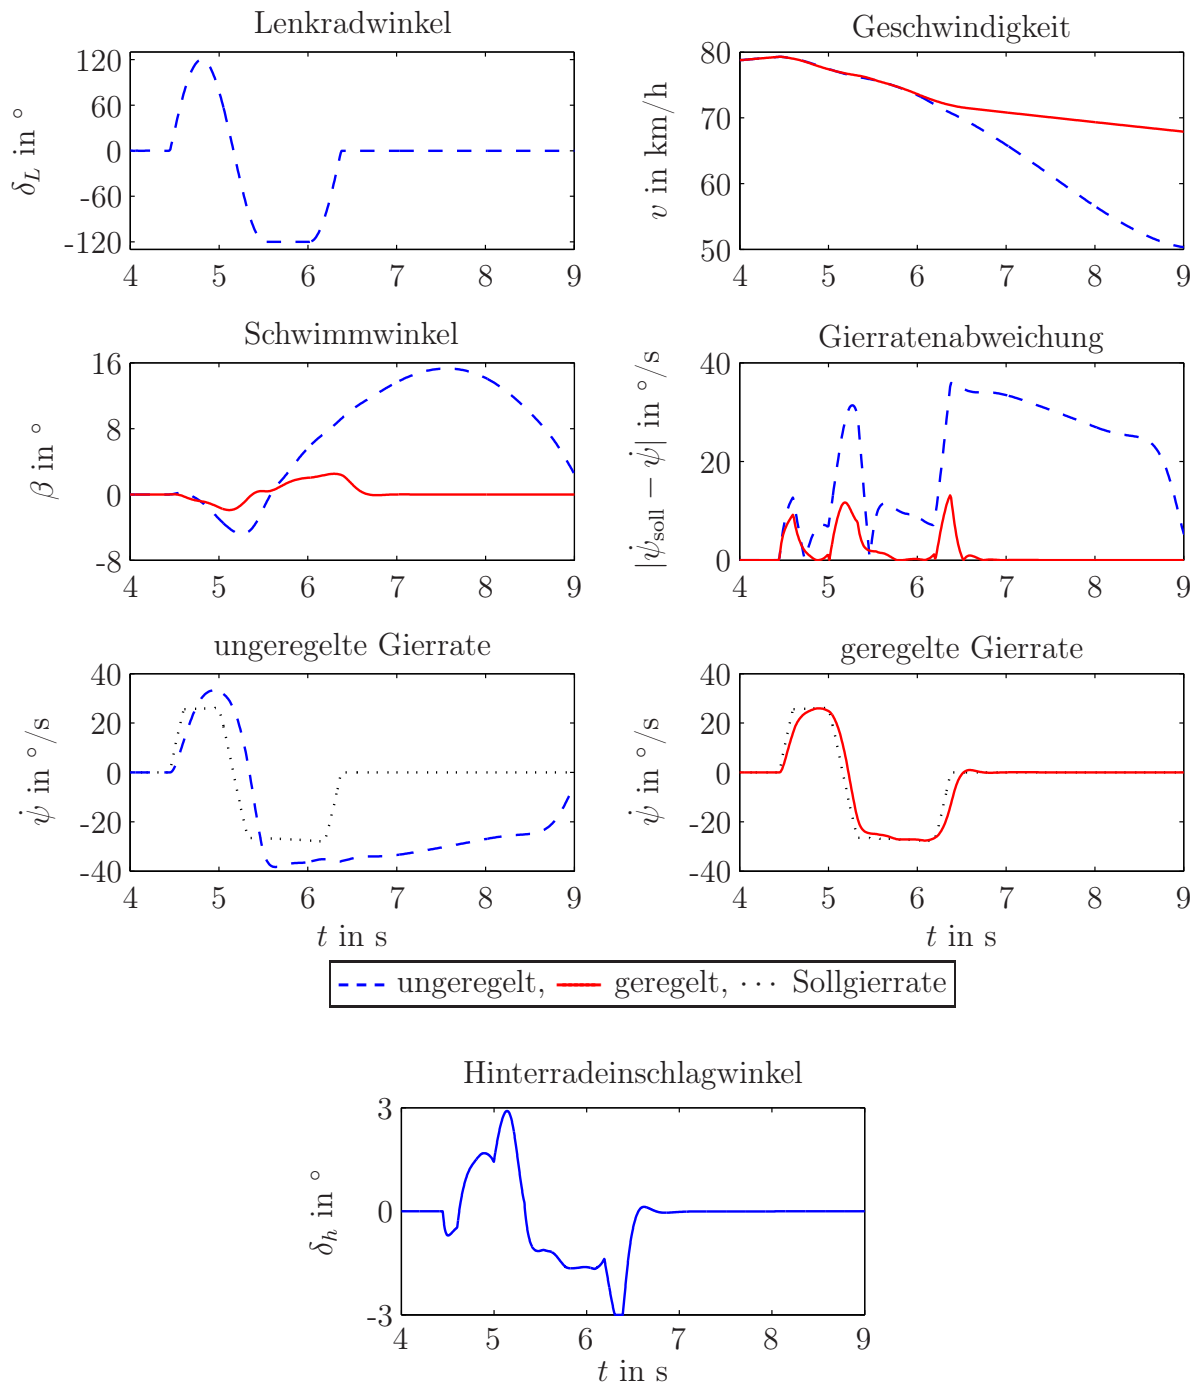 Lenkradwinkel
δ_L in °
120
60
0
-60
-120
4 5 6 7 8 9
Geschwindigkeit
v in km/h
80
70
60
50
4 5 6 7 8 9
Schwimmwinkel
β in °
16
8
0
-8
4 5 6 7 8 9
Gierratenabweichung
|ψ̇_soll − ψ̇| in °/s
40
20
0
4 5 6 7 8 9
ungeregelte Gierrate
ψ̇ in °/s
40
20
0
-20
-40
4 5 6 7 8 9
t in s
geregelte Gierrate
ψ̇ in °/s
40
20
0
-20
-40
4 5 6 7 8 9
t in s
ungeregelt, geregelt, ··· Sollgierrate
Hinterradeinschlagwinkel
δ_h in °
3
0
-3
4 5 6 7 8 9
t in s